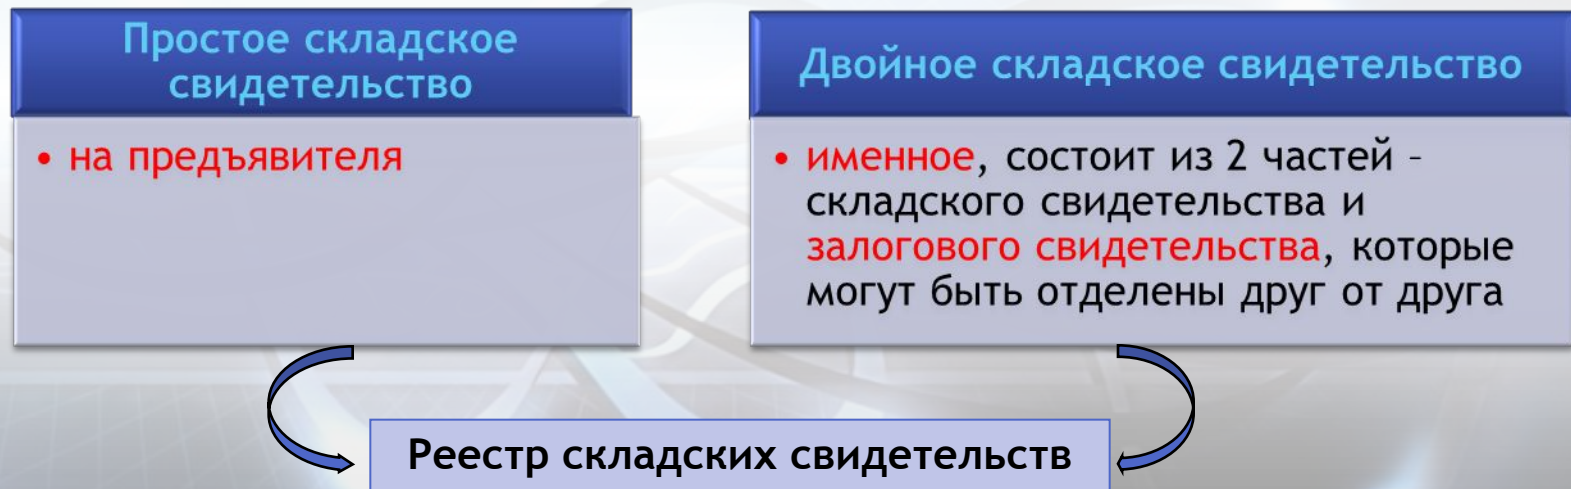 Простое складское
свидетельство
• на предъявителя
Двойное складское свидетельство
• именное, состоит из 2 частей –
складского свидетельства и
залогового свидетельства, которые
могут быть отделены друг от друга
Реестр складских свидетельств